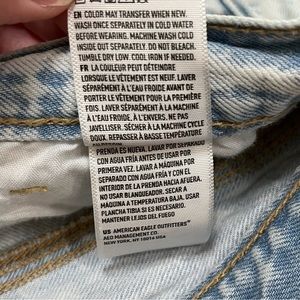 EN COLOR MAY TRANSFER WHEN NEW.
WASH ONCE SEPARATELY IN COLD WATER
BEFORE WEARING. MACHINE WASH COLD
INSIDE OUT SEPARATELY. DO NOT BLEACH.
TUMBLE DRY LOW. COOL IRON IF NEEDED.
FR LA COULEUR PEUT DÉTEINDRE
LORSQUE LE VÊTEMENT EST NEUF. LAVER
SÉPARÉMENT À L'EAU FROIDE AVANT DE
PORTER LE VÊTEMENT POUR LA PREMIÈRE
FOIS. LAVER SÉPARÉMENT À LA MACHINE,
À L'EAU FROIDE, À L'ENVERS. NE PAS
JAVELLISER. SÉCHER À LA MACHINE CYCLE
DOUX. REPASSER À BASSE TEMPÉRATURE
PRENDA ES NUEVA. LAVAR POR SEPARADO
CON AGUA FRÍA ANTES DE USAR POR
PRIMERA VEZ. LAVAR A MÁQUINA POR
SEPARADO CON AGUA FRÍA CON EL
INTERIOR DE LA PRENDA HACIA AFUERA.
NO USAR BLANQUEADOR. SECAR A
MÁQUINA A TEMPERATURA BAJA. USAR
PLANCHA TIBIA SI ES NECESARIO.
MANTENER LEJOS DEL FUEGO
US AMERICAN EAGLE OUTFITTERS®
AEO MANAGEMENT CO.
NEW YORK, NY 10016 USA